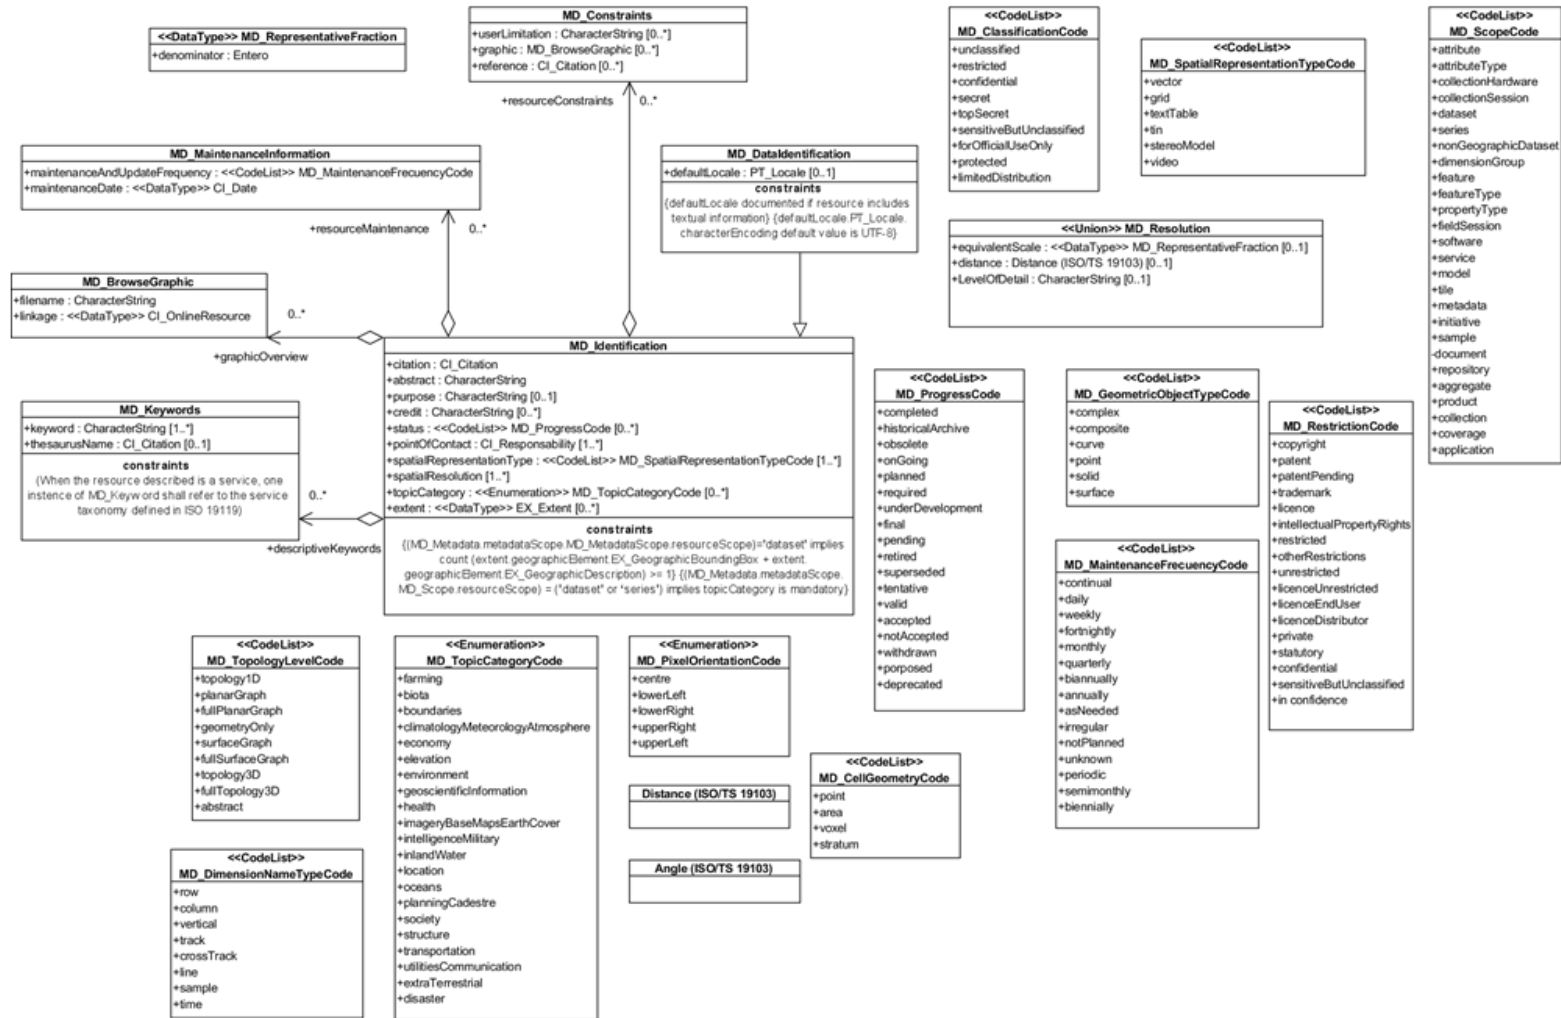 <<DataType>> MD_RepresentativeFraction
+denominator : Entero
MD_Constraints
+userLimitation : CharacterString [0..*]
+graphic : MD_BrowseGraphic [0..*]
+reference : CI_Citation [0..*]
+resourceConstraints
0..*
MD_MaintenanceInformation
+maintenanceAndUpdateFrequency : <<CodeList>> MD_MaintenanceFrecuencyCode
+maintenanceDate : <<DataType>> CI_Date
+resourceMaintenance
0..*
MD_DataIdentification
+defaultLocale : PT_Locale [0..1]
constraints
{defaultLocale documented if resource includes
textual information} {defaultLocale.PT_Locale.
characterEncoding default value is UTF-8}
MD_BrowseGraphic
+filename : CharacterString
+linkage : <<DataType>> CI_OnlineResource
0..*
+graphicOverview
MD_Identification
+citation : CI_Citation
+abstract : CharacterString
+purpose : CharacterString [0..1]
+credit : CharacterString [0..*]
+status : <<CodeList>> MD_ProgressCode [0..*]
+pointOfContact : CI_Responsability [1..*]
+spatialRepresentationType : <<CodeList>> MD_SpatialRepresentationTypeCode [1..*]
+spatialResolution [1..*]
+topicCategory : <<Enumeration>> MD_TopicCategoryCode [0..*]
+extent : <<DataType>> EX_Extent [0..*]
constraints
{(MD_Metadata.metadataScope.MD_MetadataScope.resourceScope)="dataset" implies
count (extent.geographicElement.EX_GeographicBoundingBox + extent.
geographicElement.EX_GeographicDescription) >= 1} {(MD_Metadata.metadataScope.
MD_Scope.resourceScope) = ("dataset" or "series") implies topicCategory is mandatory}
MD_Keywords
+keyword : CharacterString [1..*]
+thesaurusName : CI_Citation [0..1]
constraints
(When the resource described is a service, one
instence of MD_Keyword shall refer to the service
taxonomy defined in ISO 19119)
0..*
+descriptiveKeywords
<<CodeList>>
MD_ClassificationCode
+unclassified
+restricted
+confidential
+secret
+topSecret
+sensitiveButUnclassified
+forOfficialUseOnly
+protected
+limitedDistribution
<<CodeList>>
MD_SpatialRepresentationTypeCode
+vector
+grid
+textTable
+tin
+stereoModel
+video
<<CodeList>>
MD_ScopeCode
+attribute
+attributeType
+collectionHardware
+collectionSession
+dataset
+series
+nonGeographicDataset
+dimensionGroup
+feature
+featureType
+propertyType
+fieldSession
+software
+service
+model
+tile
+metadata
+initiative
+sample
-document
+repository
+aggregate
+product
+collection
+coverage
+application
<<Union>> MD_Resolution
+equivalentScale : <<DataType>> MD_RepresentativeFraction [0..1]
+distance : Distance (ISO/TS 19103) [0..1]
+LevelOfDetail : CharacterString [0..1]
<<CodeList>>
MD_ProgressCode
+completed
+historicalArchive
+obsolete
+onGoing
+planned
+required
+underDevelopment
+final
+pending
+retired
+superseded
+tentative
+valid
+accepted
+notAccepted
+withdrawn
+porposed
+deprecated
<<CodeList>>
MD_GeometricObjectTypeCode
+complex
+composite
+curve
+point
+solid
+surface
<<CodeList>>
MD_RestrictionCode
+copyright
+patent
+patentPending
+trademark
+licence
+intellectualPropertyRights
+restricted
+otherRestrictions
+unrestricted
+licenceUnrestricted
+licenceEndUser
+licenceDistributor
+private
+statutory
+confidential
+sensitiveButUnclassified
+in confidence
<<CodeList>>
MD_MaintenanceFrecuencyCode
+continual
+daily
+weekly
+fortnightly
+monthly
+quarterly
+biannually
+annually
+asNeeded
+irregular
+notPlanned
+unknown
+periodic
+semimonthly
+biennially
<<CodeList>>
MD_TopologyLevelCode
+topology1D
+planarGraph
+fullPlanarGraph
+geometryOnly
+surfaceGraph
+fullSurfaceGraph
+topology3D
+fullTopology3D
+abstract
<<Enumeration>>
MD_TopicCategoryCode
+farming
+biota
+boundaries
+climatologyMeteorologyAtmosphere
+economy
+elevation
+environment
+geoscientificInformation
+health
+imageryBaseMapsEarthCover
+intelligenceMilitary
+inlandWater
+location
+oceans
+planningCadestre
+society
+structure
+transportation
+utilitiesCommunication
+extraTerrestrial
+disaster
<<Enumeration>>
MD_PixelOrientationCode
+centre
+lowerLeft
+lowerRight
+upperRight
+upperLeft
Distance (ISO/TS 19103)
Angle (ISO/TS 19103)
<<CodeList>>
MD_CellGeometryCode
+point
+area
+voxel
+stratum
<<CodeList>>
MD_DimensionNameTypeCode
+row
+column
+vertical
+track
+crossTrack
+line
+sample
+time